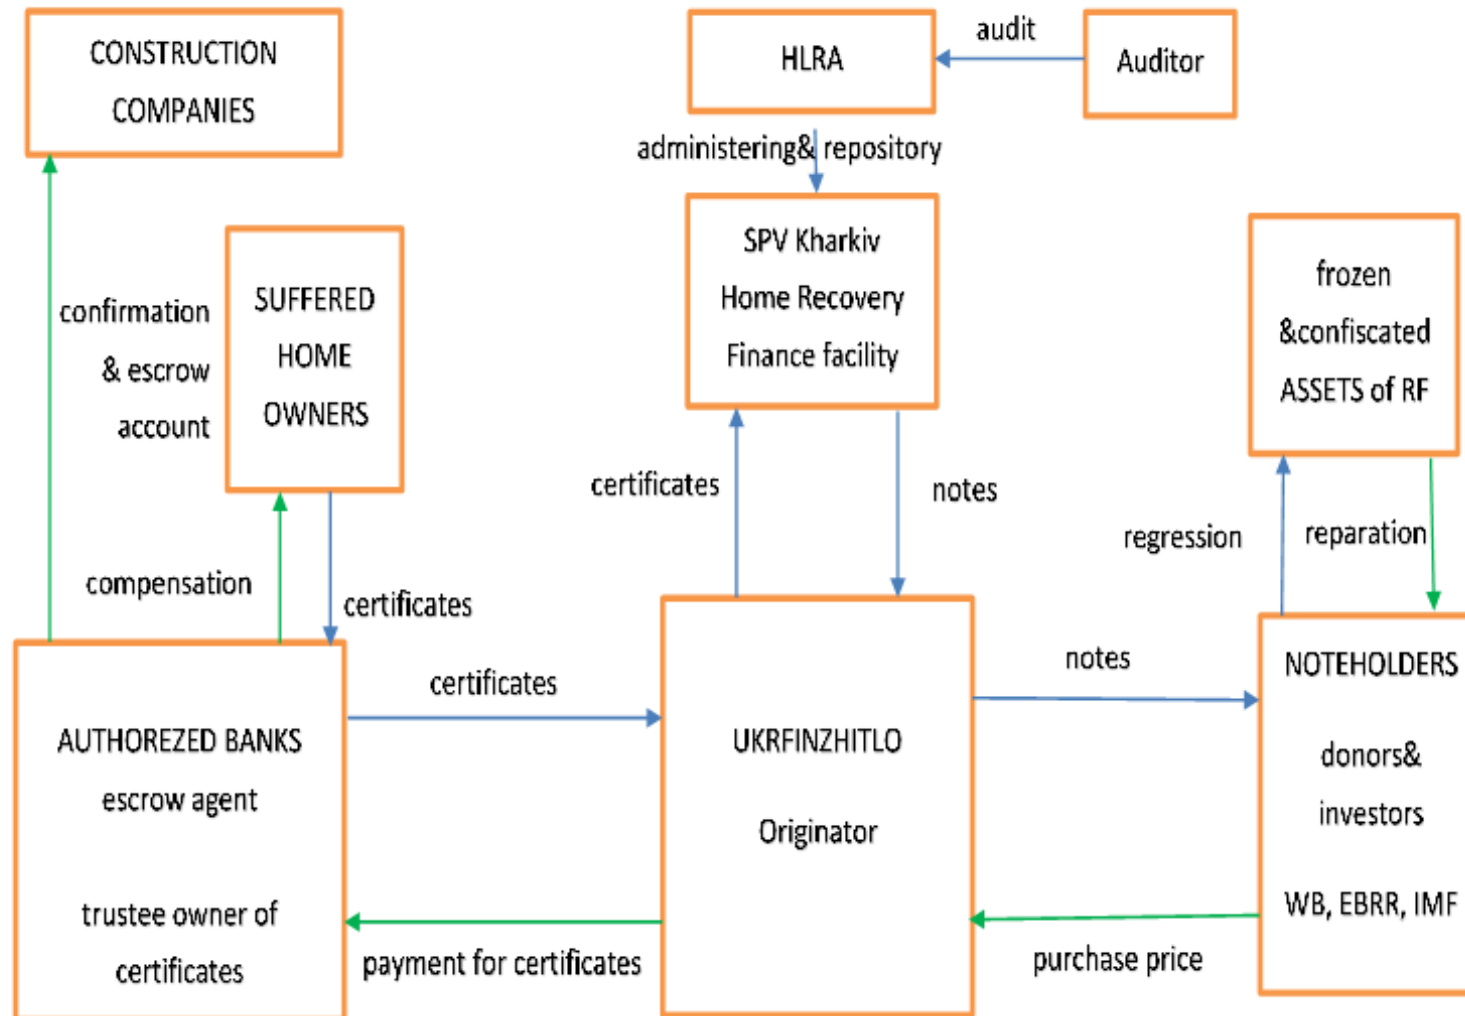 CONSTRUCTION
COMPANIES
HLRA
audit
Auditor
administering& repository
SPV Kharkiv
Home Recovery
Finance facility
frozen
&confiscated
ASSETS of RF
confirmation
& escrow
account
SUFFERED
HOME
OWNERS
certificates
notes
regression
reparation
compensation
certificates
certificates
notes
AUTHOREZED BANKS
escrow agent
trustee owner of
certificates
UKRFINZHITLO
Originator
NOTEHOLDERS
donors&
investors
WB, EBRR, IMF
payment for certificates
purchase price